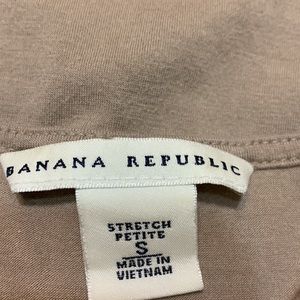 BANANA REPUBLIC
STRETCH
PETITE
S
MADE IN
VIETNAM